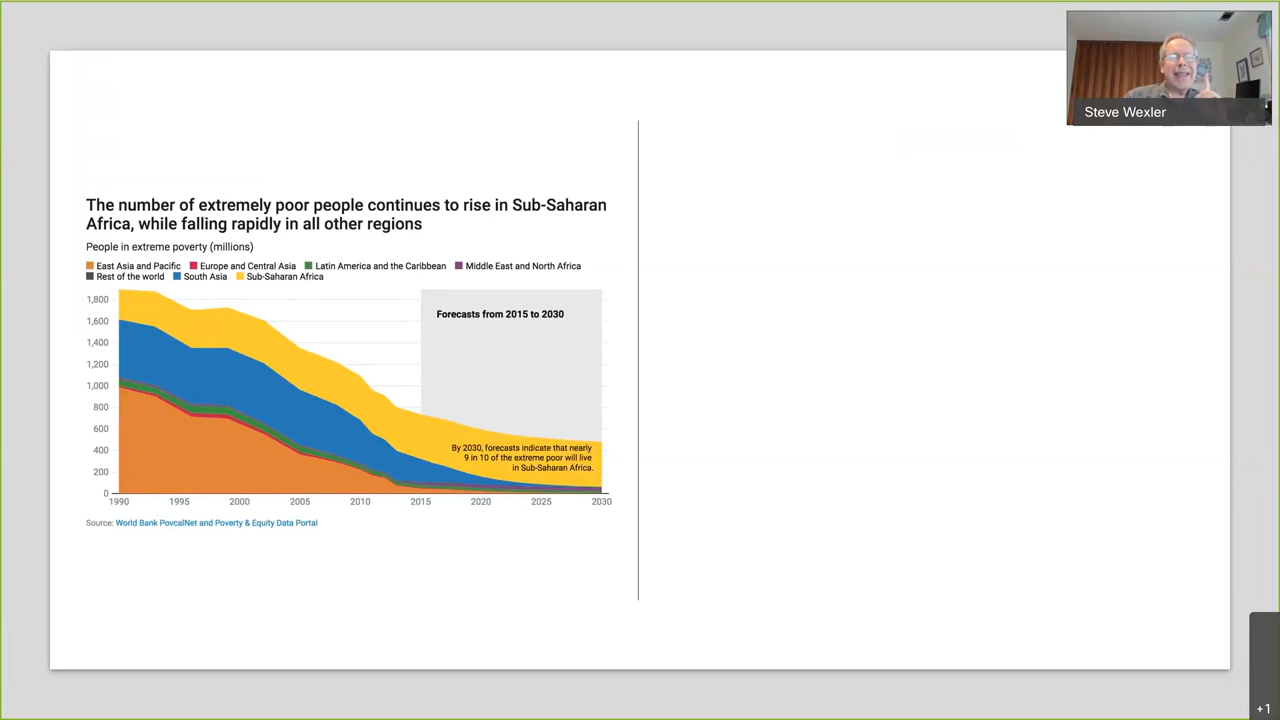 Steve Wexler
The number of extremely poor people continues to rise in Sub-Saharan
Africa, while falling rapidly in all other regions
People in extreme poverty (millions)
East Asia and Pacific Europe and Central Asia Latin America and the Caribbean Middle East and North Africa
Rest of the world South Asia Sub-Saharan Africa
1,800
Forecasts from 2015 to 2030
1,600
1,400
1,200
1,000
800
600
By 2030, forecasts indicate that nearly
9 in 10 of the extreme poor will live
in Sub-Saharan Africa.
400
200
0
1990 1995 2000 2005 2010 2015 2020 2025 2030
Source: World Bank PovcalNet and Poverty & Equity Data Portal
+1